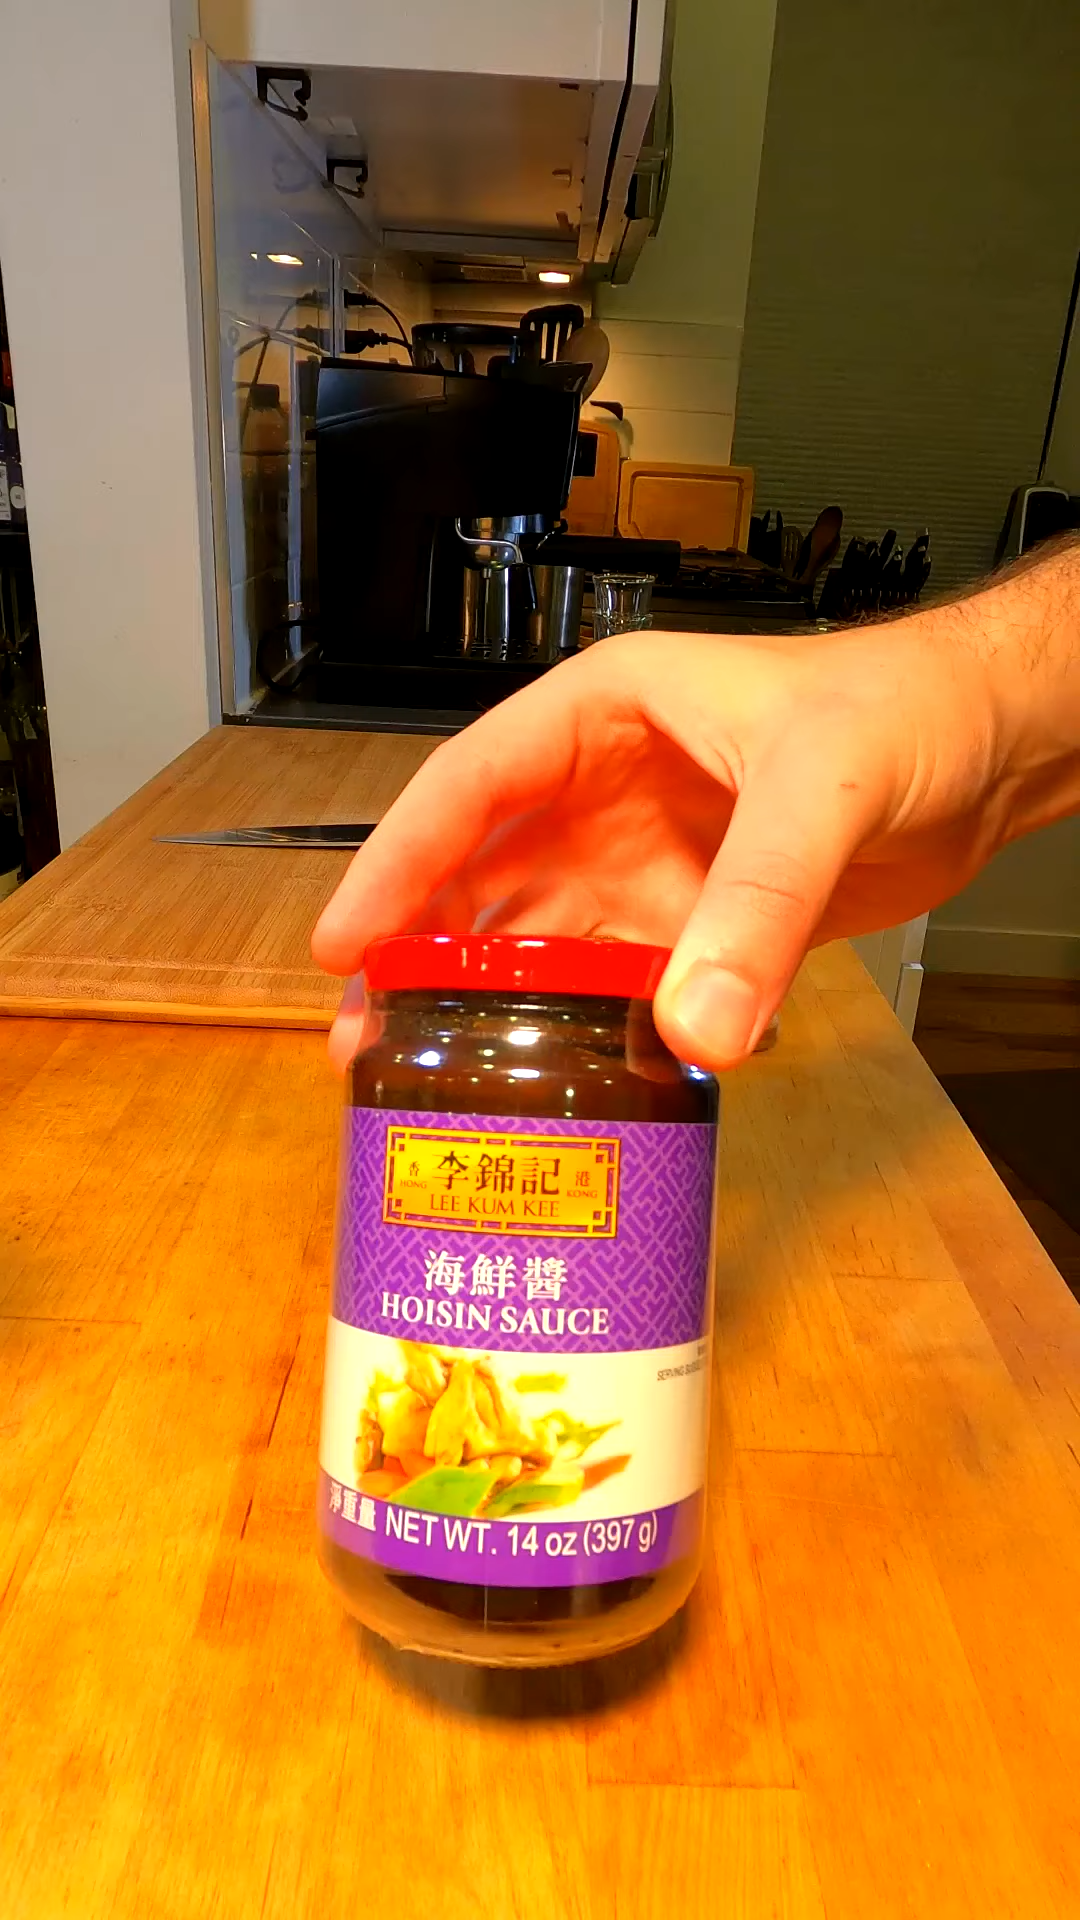 香 李錦記 港
HONG LEE KUM KEE KONG
海鮮醬
HOISIN SAUCE
SERVING
淨重量 NET WT. 14 oz (397 g)